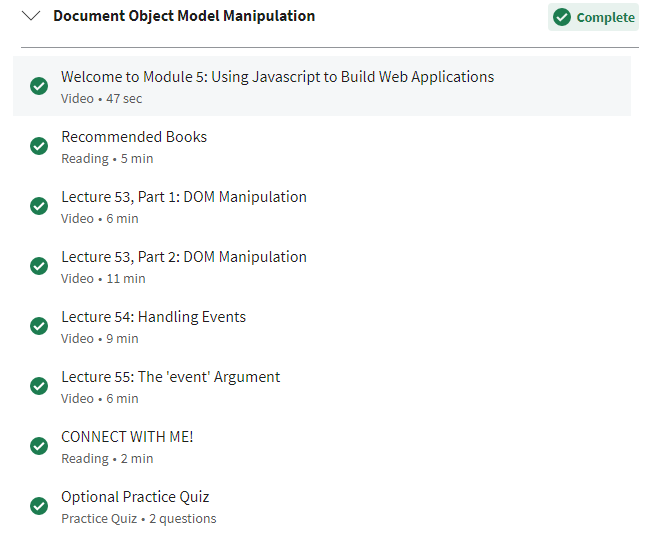 Document Object Model Manipulation
Complete
Welcome to Module 5: Using Javascript to Build Web Applications
Video • 47 sec
Recommended Books
Reading • 5 min
Lecture 53, Part 1: DOM Manipulation
Video • 6 min
Lecture 53, Part 2: DOM Manipulation
Video • 11 min
Lecture 54: Handling Events
Video • 9 min
Lecture 55: The 'event' Argument
Video • 6 min
CONNECT WITH ME!
Reading • 2 min
Optional Practice Quiz
Practice Quiz • 2 questions